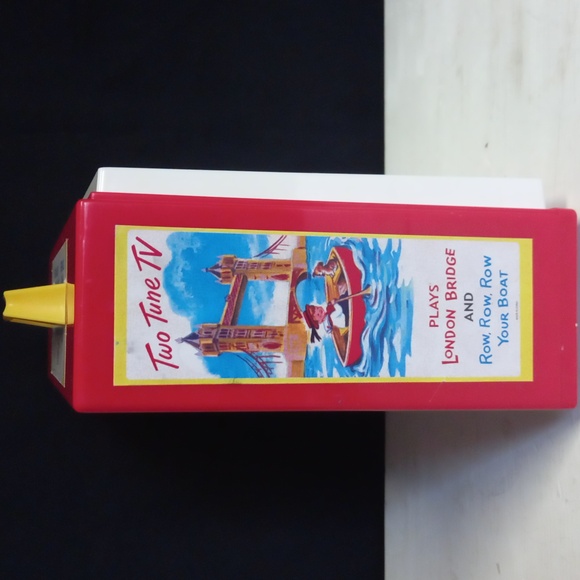 Two Tune TV
PLAYS
LONDON BRIDGE
AND
ROW, ROW, ROW
YOUR BOAT